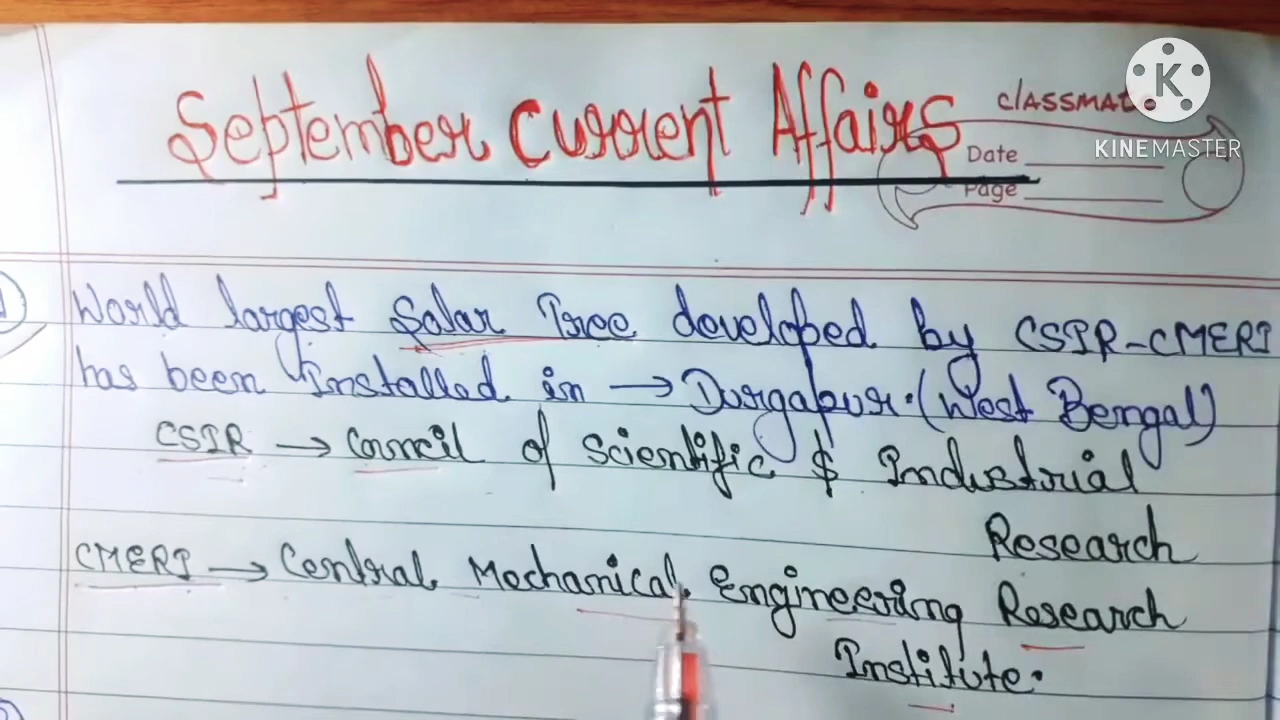 September Current Affairs
classmate
Date
Page
KINEMASTER
World largest Solar Tree developed by CSIR-CMERI
has been Installed in → Durgapur. (West Bengal)
CSIR → Council of Scientific & Industrial
Research
CMERI → Central Mechanical Engineering Research
Institute.